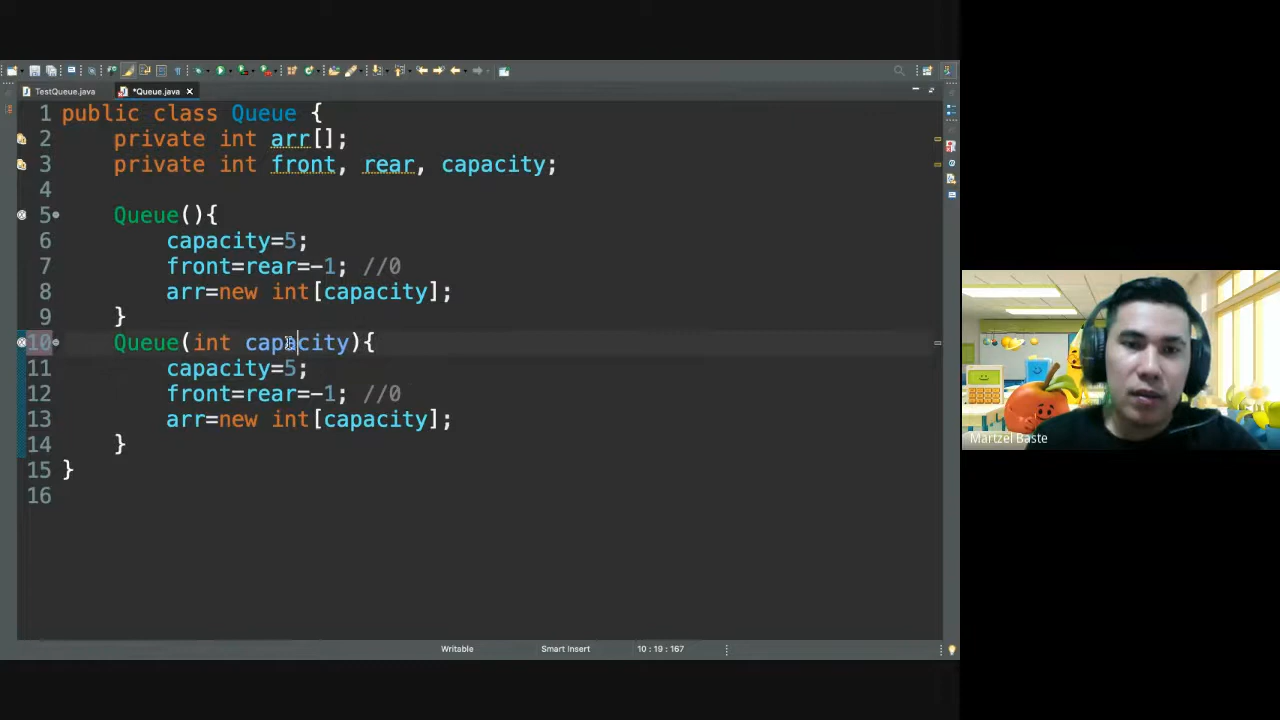 TestQueue.java
*Queue.java
1 public class Queue {
2 private int arr[];
3 private int front, rear, capacity;
4
5 Queue(){
6 capacity=5;
7 front=rear=-1; //0
8 arr=new int[capacity];
9 }
10 Queue(int capacity){
11 capacity=5;
12 front=rear=-1; //0
13 arr=new int[capacity];
14 }
15 }
16
Writable
Smart Insert
10 : 19 : 167
Martzel Baste